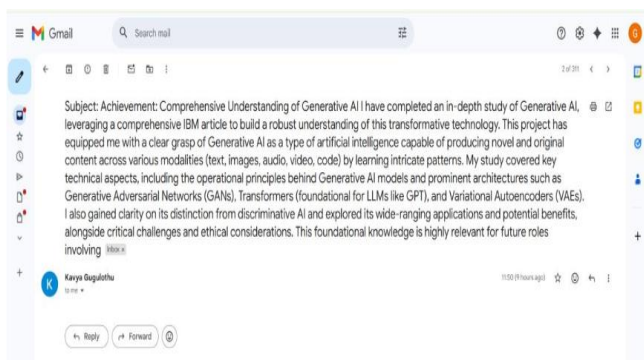 Gmail
Search mail
G
2 of 311
Subject: Achievement: Comprehensive Understanding of Generative AI I have completed an in-depth study of Generative AI,
leveraging a comprehensive IBM article to build a robust understanding of this transformative technology. This project has
equipped me with a clear grasp of Generative AI as a type of artificial intelligence capable of producing novel and original
content across various modalities (text, images, audio, video, code) by learning intricate patterns. My study covered key
technical aspects, including the operational principles behind Generative AI models and prominent architectures such as
Generative Adversarial Networks (GANs), Transformers (foundational for LLMs like GPT), and Variational Autoencoders (VAEs).
I also gained clarity on its distinction from discriminative AI and explored its wide-ranging applications and potential benefits,
alongside critical challenges and ethical considerations. This foundational knowledge is highly relevant for future roles
involving Inbox x
K
Kavya Gugulothu
11:50 (9 hours ago)
to me
Reply
Forward